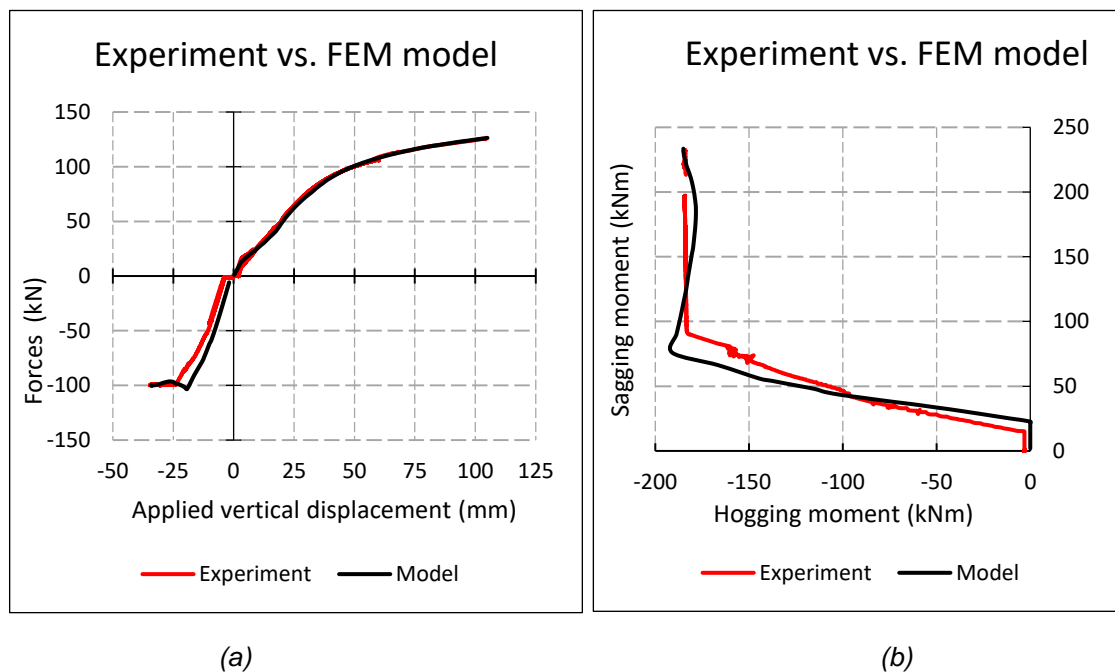 Experiment vs. FEM model
150
100
50
0
-50
-100
-150
-50 -25 0 25 50 75 100 125
Forces (kN)
Applied vertical displacement (mm)
Experiment Model
(a)
Experiment vs. FEM model
250
200
150
100
50
0
-200 -150 -100 -50 0
Sagging moment (kNm)
Hogging moment (kNm)
Experiment Model
(b)